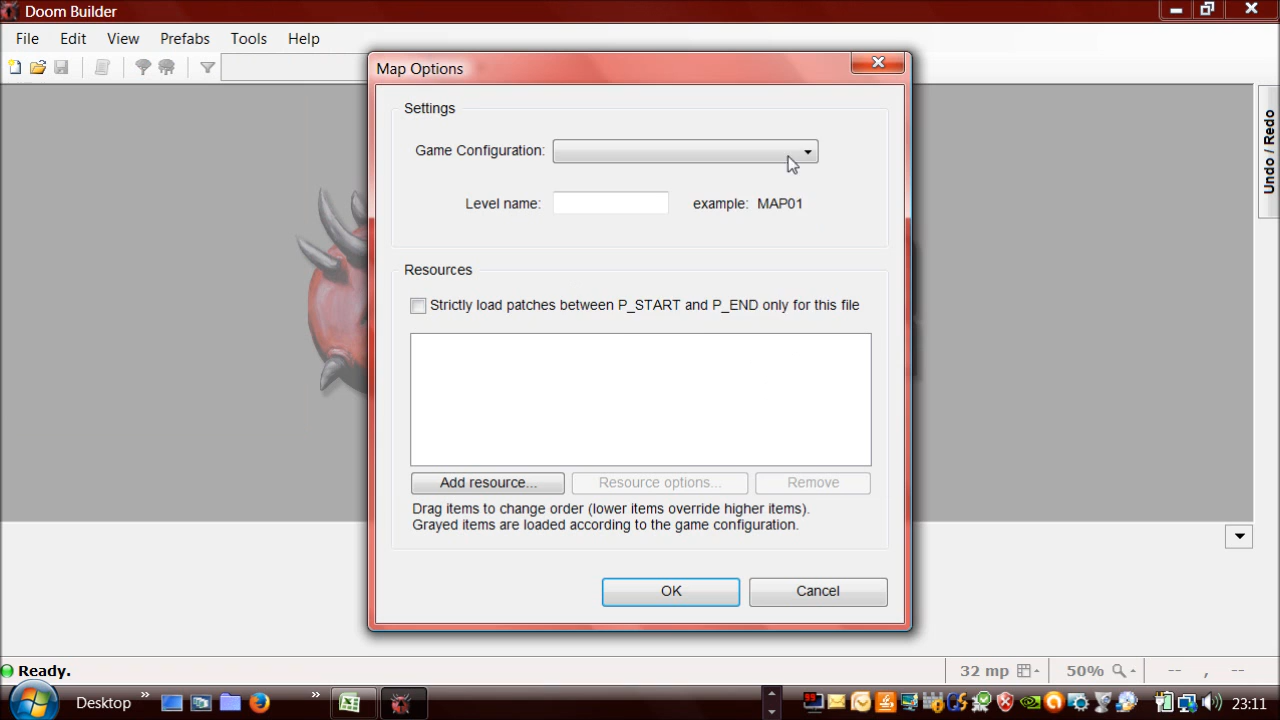 Doom Builder
File Edit View Prefabs Tools Help
Map Options
Settings
Game Configuration:
Level name:
example: MAP01
Undo / Redo
Resources
Strictly load patches between P_START and P_END only for this file
Add resource...
Resource options...
Remove
Drag items to change order (lower items override higher items).
Grayed items are loaded according to the game configuration.
OK
Cancel
Ready.
32 mp
50%
-- , --
Desktop
23:11